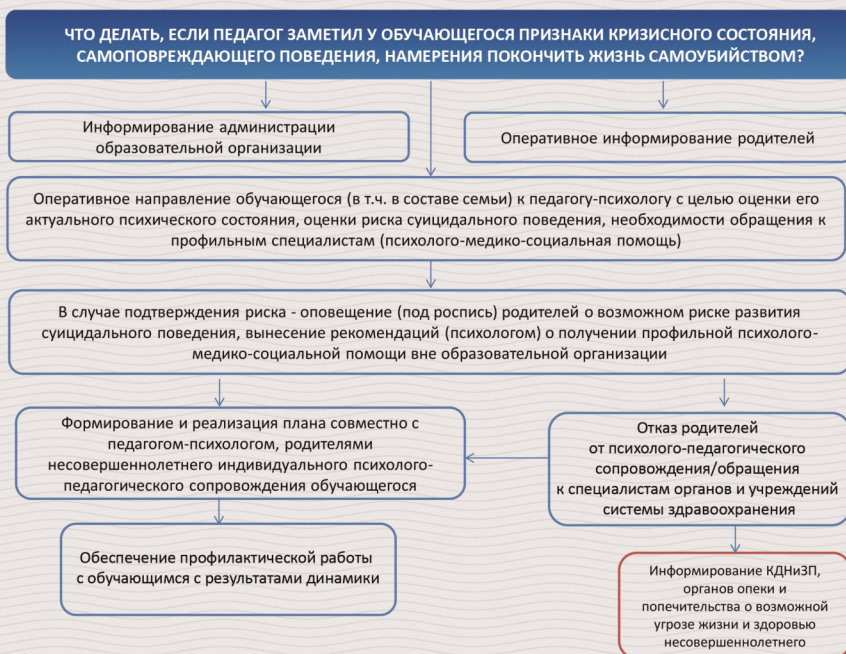 ЧТО ДЕЛАТЬ, ЕСЛИ ПЕДАГОГ ЗАМЕТИЛ У ОБУЧАЮЩЕГОСЯ ПРИЗНАКИ КРИЗИСНОГО СОСТОЯНИЯ,
САМОПОВРЕЖДАЮЩЕГО ПОВЕДЕНИЯ, НАМЕРЕНИЯ ПОКОНЧИТЬ ЖИЗНЬ САМОУБИЙСТВОМ?
Информирование администрации
образовательной организации
Оперативное информирование родителей
Оперативное направление обучающегося (в т.ч. в составе семьи) к педагогу-психологу с целью оценки его
актуального психического состояния, оценки риска суицидального поведения, необходимости обращения к
профильным специалистам (психолого-медико-социальная помощь)
В случае подтверждения риска - оповещение (под роспись) родителей о возможном риске развития
суицидального поведения, вынесение рекомендаций (психологом) о получении профильной психолого-
медико-социальной помощи вне образовательной организации
Формирование и реализация плана совместно с
педагогом-психологом, родителями
несовершеннолетнего индивидуального психолого-
педагогического сопровождения обучающегося
Отказ родителей
от психолого-педагогического
сопровождения/обращения
к специалистам органов и учреждений
системы здравоохранения
Обеспечение профилактической работы
с обучающимся с результатами динамики
Информирование КДНиЗП,
органов опеки и
попечительства о возможной
угрозе жизни и здоровью
несовершеннолетнего